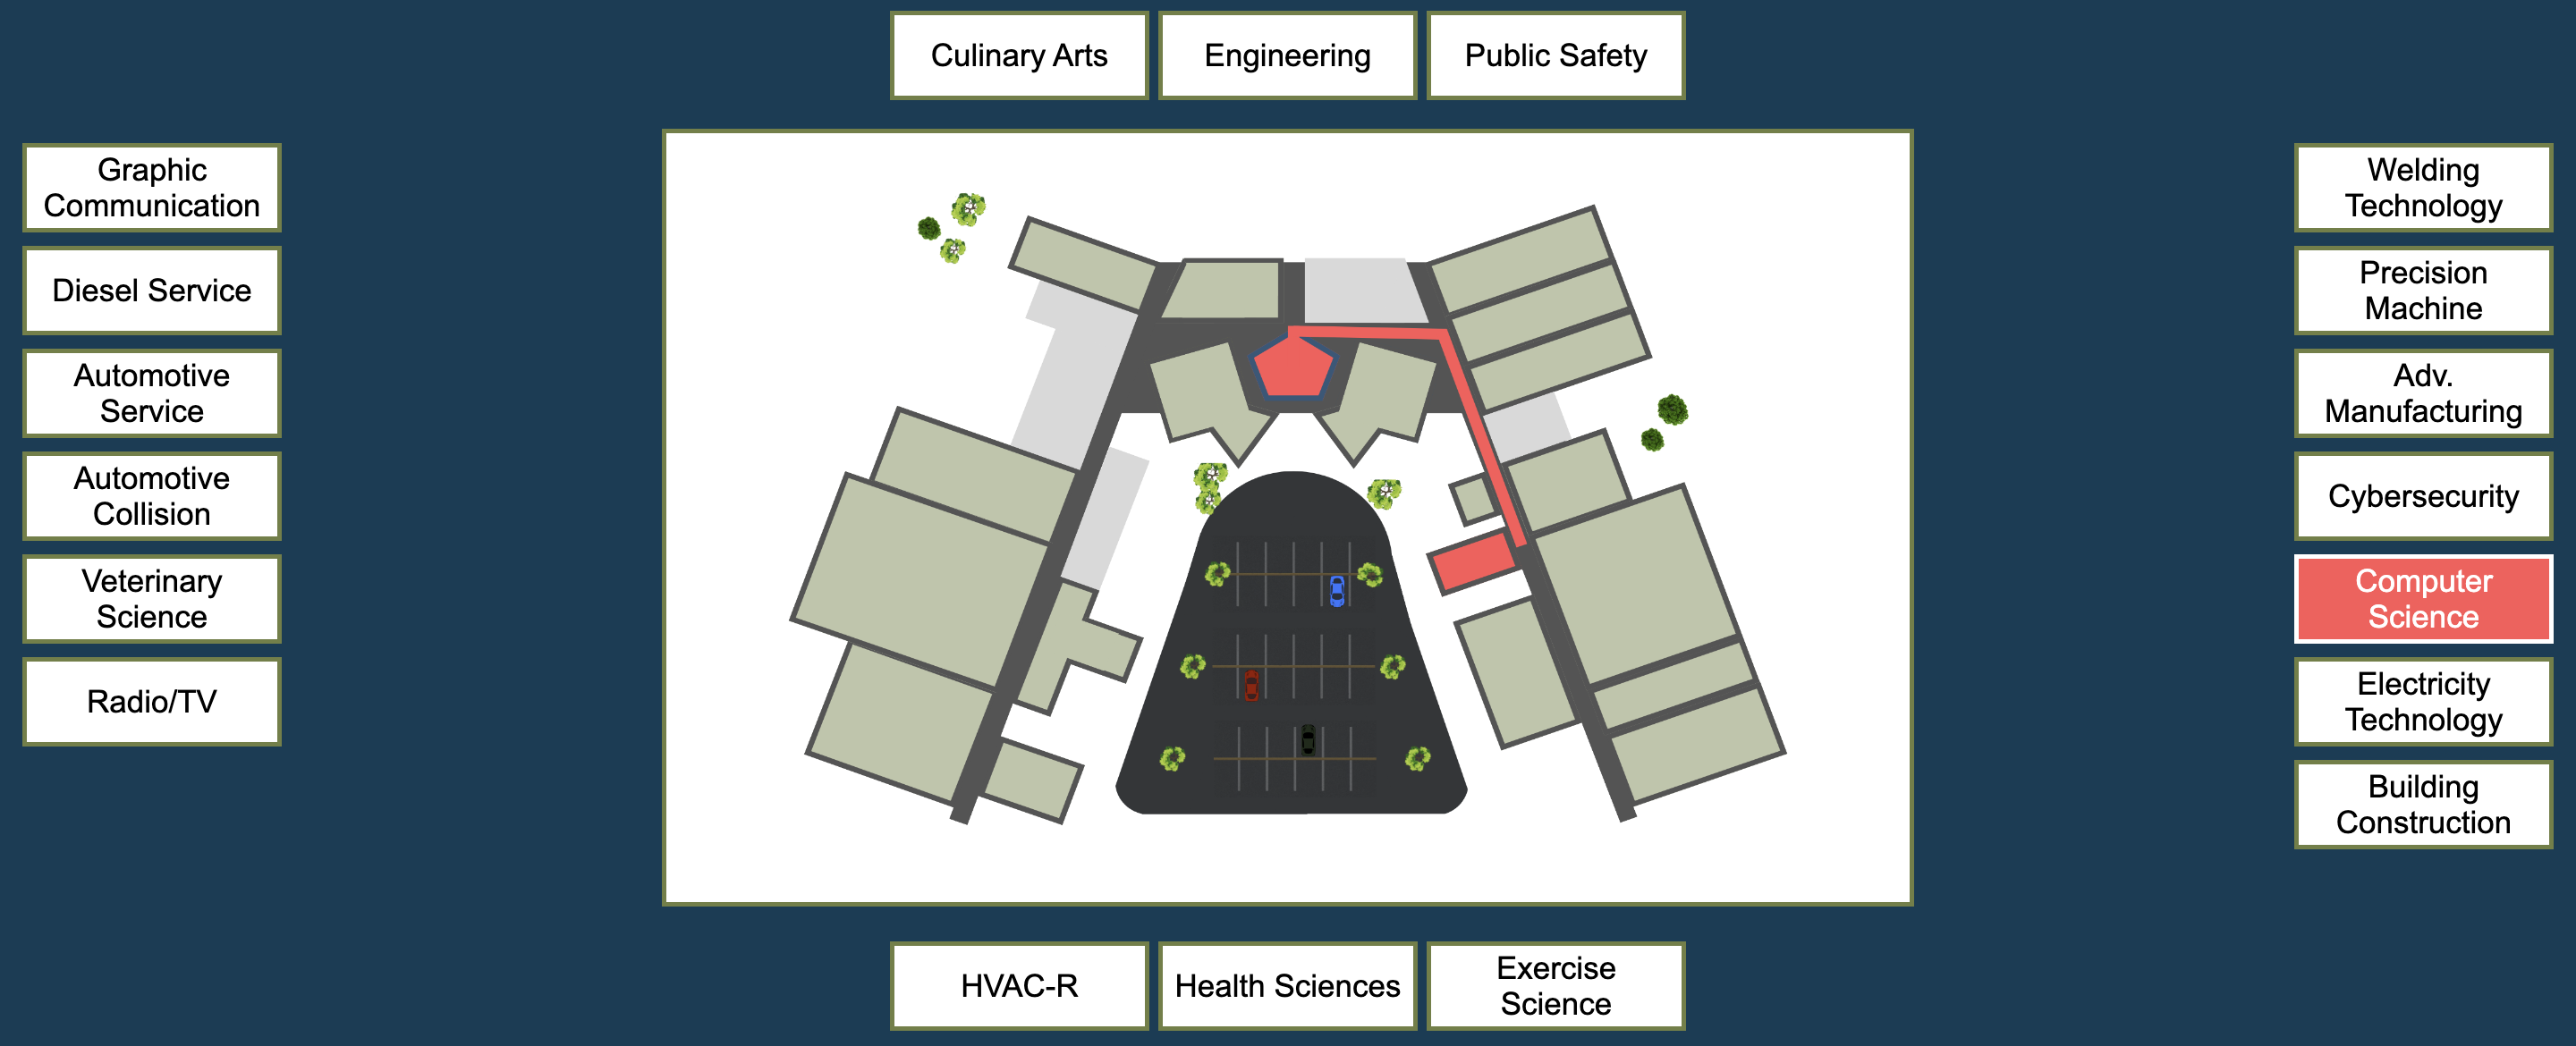 Culinary Arts
Engineering
Public Safety
Graphic
Communication
Diesel Service
Automotive
Service
Automotive
Collision
Veterinary
Science
Radio/TV
Welding
Technology
Precision
Machine
Adv.
Manufacturing
Cybersecurity
Computer
Science
Electricity
Technology
Building
Construction
HVAC-R
Health Sciences
Exercise
Science